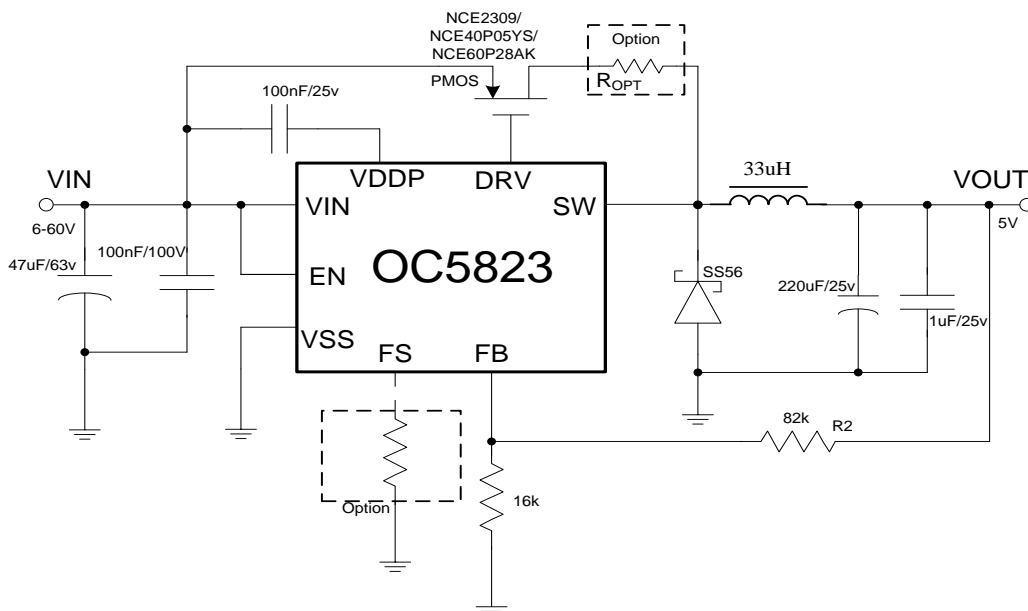 NCE2309/
NCE40P05YS/
NCE60P28AK
PMOS
Option
ROPT
100nF/25v
VIN
6-60V
47uF/63v
100nF/100V
VDDP
DRV
VIN
SW
EN
OC5823
VSS
FS
FB
33uH
VOUT
5V
SS56
220uF/25v
1uF/25v
82k
R2
16k
Option